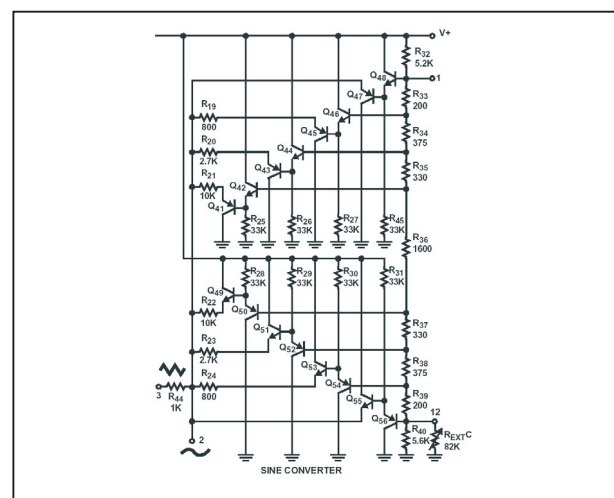 V+
R32
5.2K
Q48
1
Q47
R33
200
R19
800
Q46
R34
375
Q45
R20
2.7K
Q44
R35
330
R21
10K
Q43
Q42
Q41
R25
33K
R26
33K
R27
33K
R45
33K
R36
1600
R28
33K
R29
33K
R30
33K
R31
33K
Q49
R22
10K
Q50
Q51
R37
330
R23
2.7K
Q52
R38
375
R24
800
Q53
Q54
R39
200
3
R44
1K
Q55
Q56
12
R40
5.6K
REXTC
82K
2
SINE CONVERTER